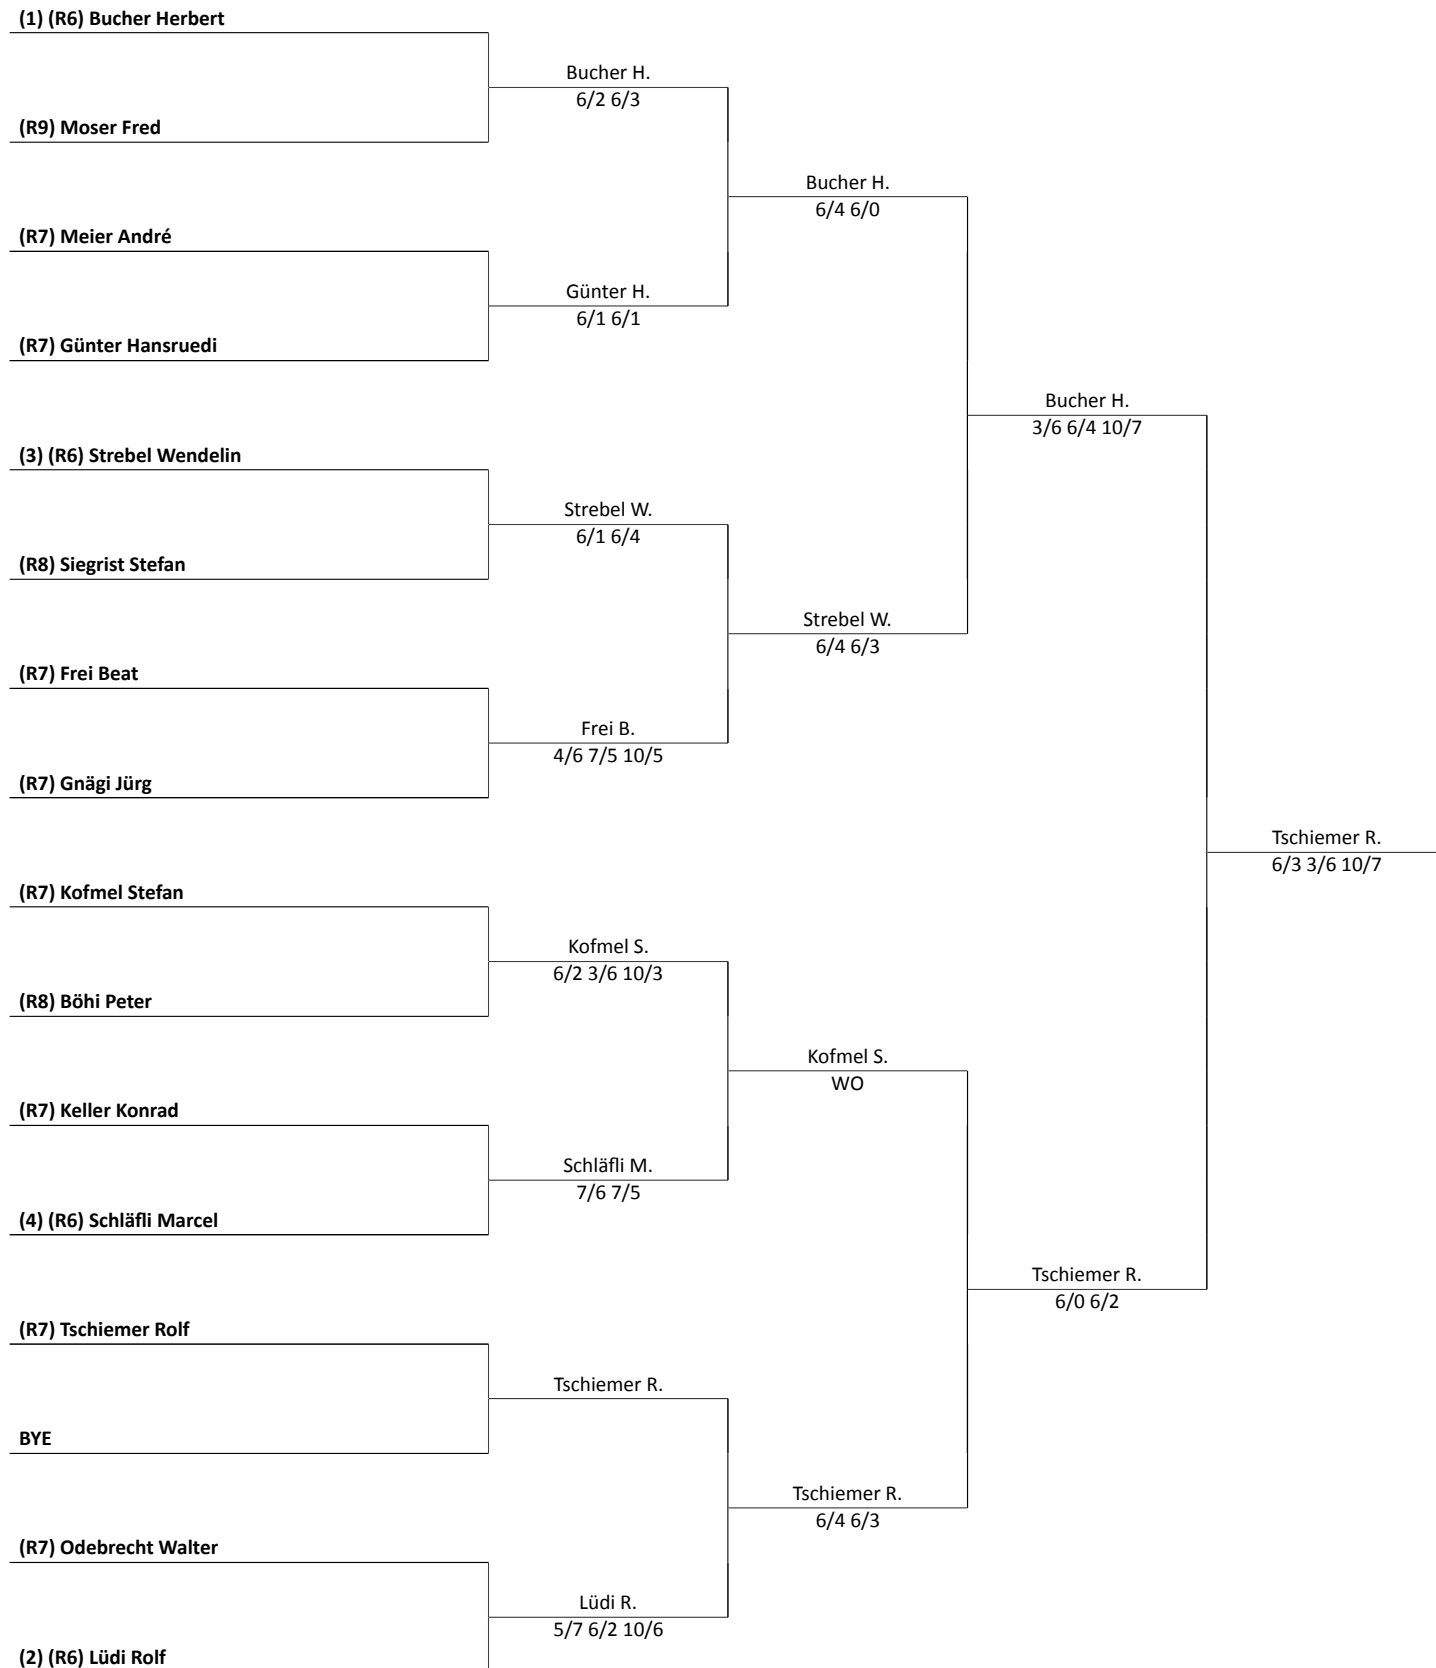 (1) (R6) Bucher Herbert
Bucher H.
6/2 6/3
(R9) Moser Fred
Bucher H.
6/4 6/0
(R7) Meier André
Günter H.
6/1 6/1
(R7) Günter Hansruedi
Bucher H.
3/6 6/4 10/7
(3) (R6) Strebel Wendelin
Strebel W.
6/1 6/4
(R8) Siegrist Stefan
Strebel W.
6/4 6/3
(R7) Frei Beat
Frei B.
4/6 7/5 10/5
(R7) Gnägi Jürg
Tschiemer R.
6/3 3/6 10/7
(R7) Kofmel Stefan
Kofmel S.
6/2 3/6 10/3
(R8) Böhi Peter
Kofmel S.
WO
(R7) Keller Konrad
Schläfli M.
7/6 7/5
(4) (R6) Schläfli Marcel
Tschiemer R.
6/0 6/2
(R7) Tschiemer Rolf
Tschiemer R.
BYE
Tschiemer R.
6/4 6/3
(R7) Odebrecht Walter
Lüdi R.
5/7 6/2 10/6
(2) (R6) Lüdi Rolf